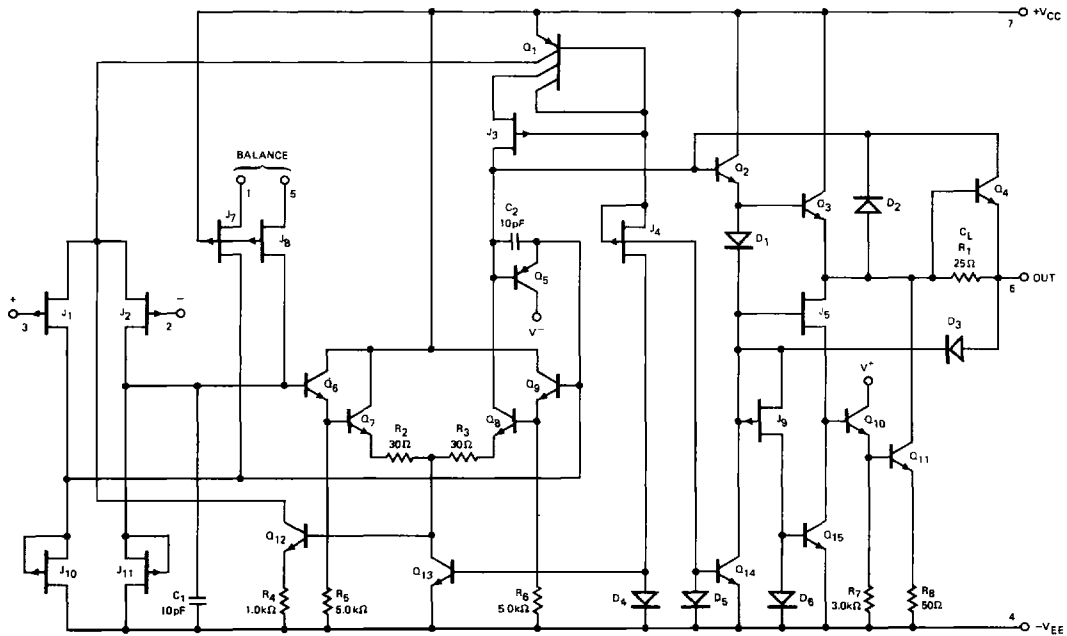 7
+VCC
Q1
J3
BALANCE
1
5
J7
J8
Q2
Q3
D2
Q4
C2
10pF
J4
D1
CL
R1
25Ω
6
OUT
Q5
V−
+
3
J1
J2
−
2
J5
D3
Q6
Q7
R2
30Ω
R3
30Ω
Q8
Q9
V+
J9
Q10
Q11
Q12
Q13
Q14
Q15
J10
J11
C1
10pF
R4
1.0kΩ
R5
5.0kΩ
R6
5.0kΩ
D4
D5
D6
R7
3.0kΩ
R8
50Ω
4
−VEE